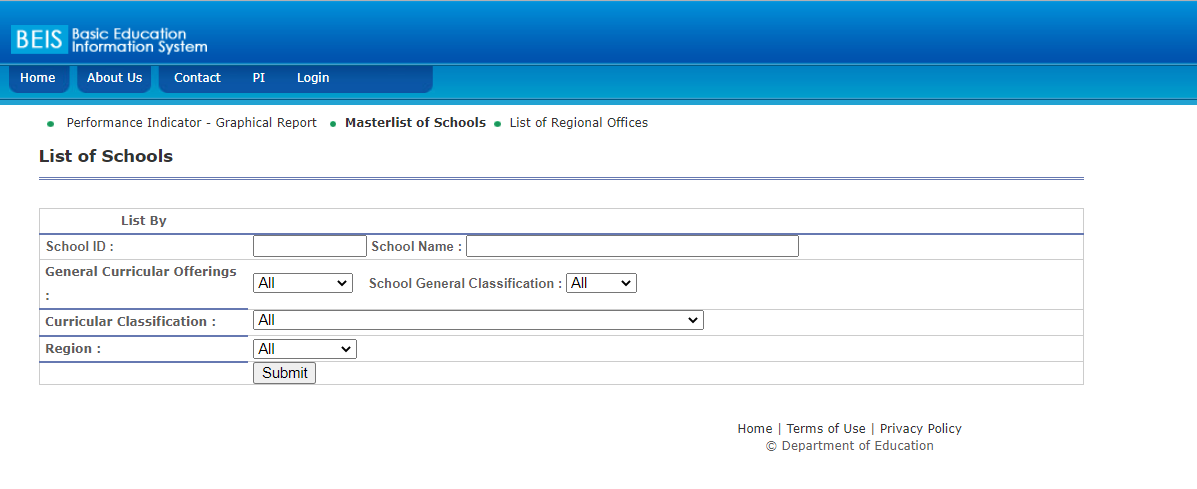 BEIS Basic Education Information System
Home About Us Contact PI Login
Performance Indicator - Graphical Report Masterlist of Schools List of Regional Offices
List of Schools
List By
School ID : School Name :
General Curricular Offerings : All School General Classification : All
Curricular Classification : All
Region : All
Submit
Home | Terms of Use | Privacy Policy
© Department of Education